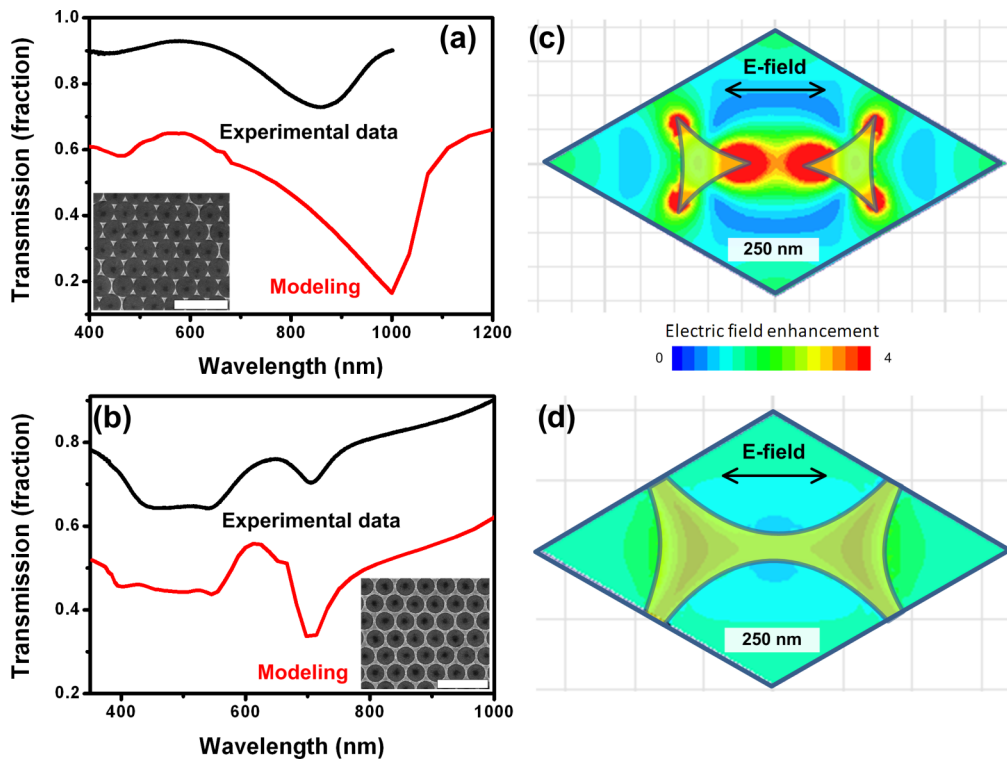 (a)
Transmission (fraction)
1.0
0.8
0.6
0.4
0.2
Experimental data
Modeling
400
600
800
1000
1200
Wavelength (nm)
(c)
E-field
250 nm
Electric field enhancement
0
4
(b)
Transmission (fraction)
0.8
0.6
0.4
0.2
Experimental data
Modeling
400
600
800
1000
Wavelength (nm)
(d)
E-field
250 nm